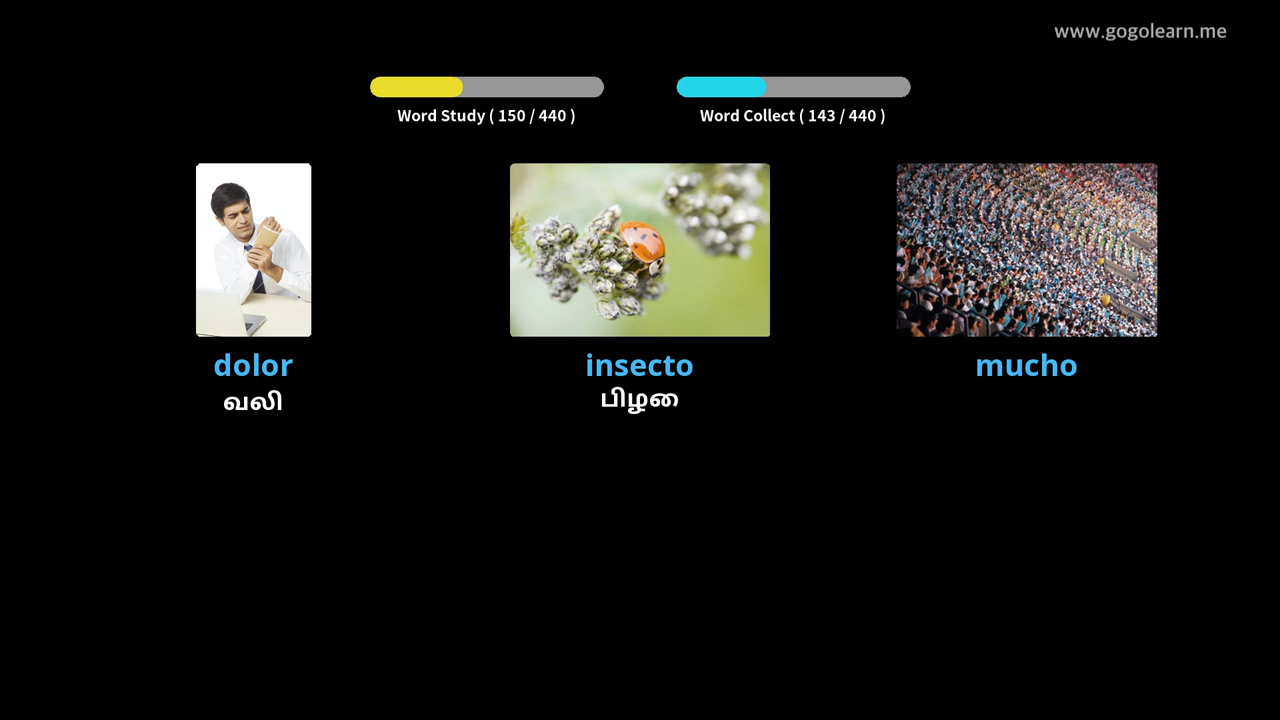 www.gogolearn.me
Word Study ( 150 / 440 )
Word Collect ( 143 / 440 )
dolor
வலி
insecto
பிழை
mucho